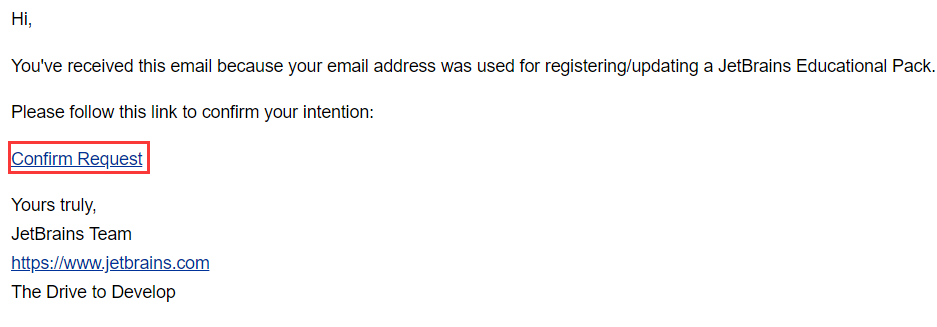 Hi,
You've received this email because your email address was used for registering/updating a JetBrains Educational Pack.
Please follow this link to confirm your intention:
Confirm Request
Yours truly,
JetBrains Team
https://www.jetbrains.com
The Drive to Develop